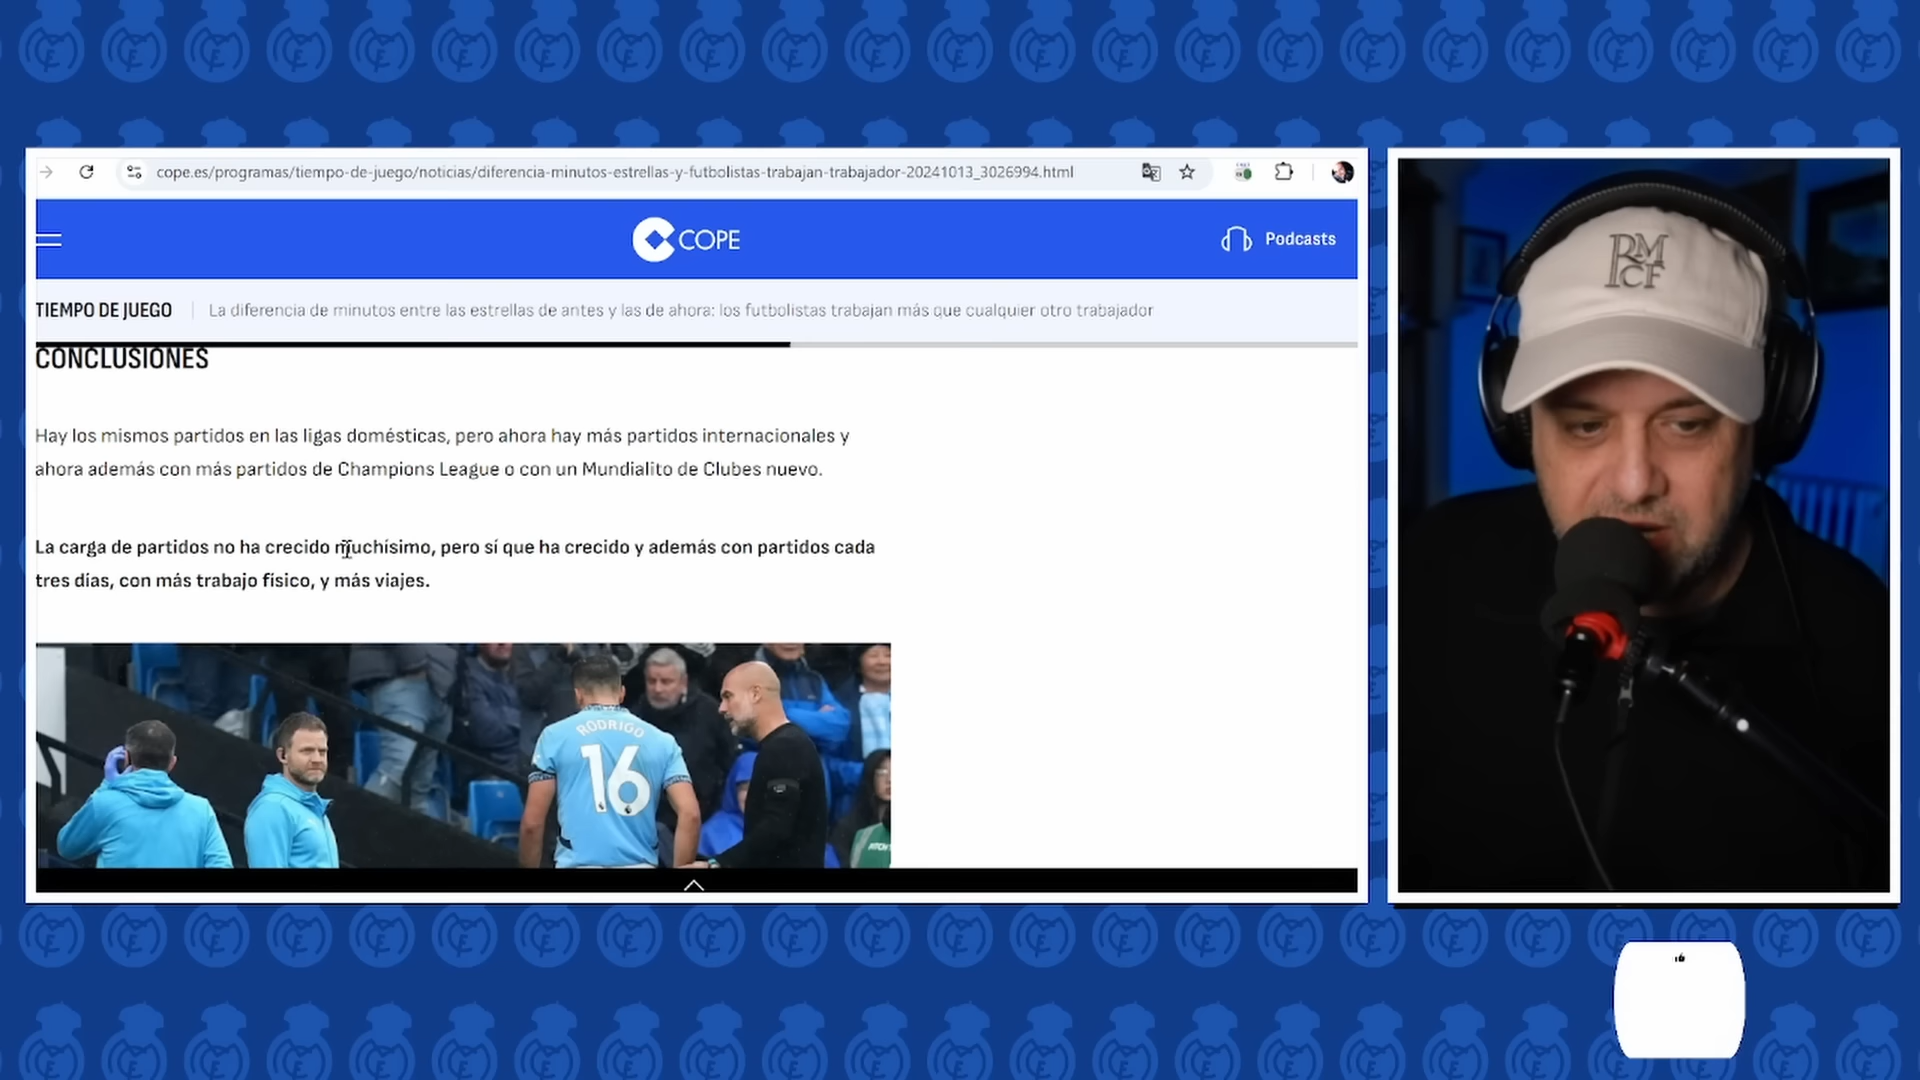 cope.es/programas/tiempo-de-juego/noticias/diferencia-minutos-estrellas-y-futbolistas-trabajan-trabajador-20241013_3026994.html
COPE
Podcasts
TIEMPO DE JUEGO
La diferencia de minutos entre las estrellas de antes y las de ahora: los futbolistas trabajan más que cualquier otro trabajador
CONCLUSIONES
Hay los mismos partidos en las ligas domésticas, pero ahora hay más partidos internacionales y
ahora además con más partidos de Champions League o con un Mundialito de Clubes nuevo.
La carga de partidos no ha crecido muchísimo, pero sí que ha crecido y además con partidos cada
tres días, con más trabajo físico, y más viajes.
RODRIGO
16
RM
CF